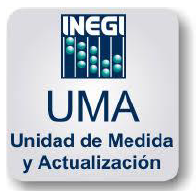 INEGI
UMA
Unidad de Medida
y Actualización